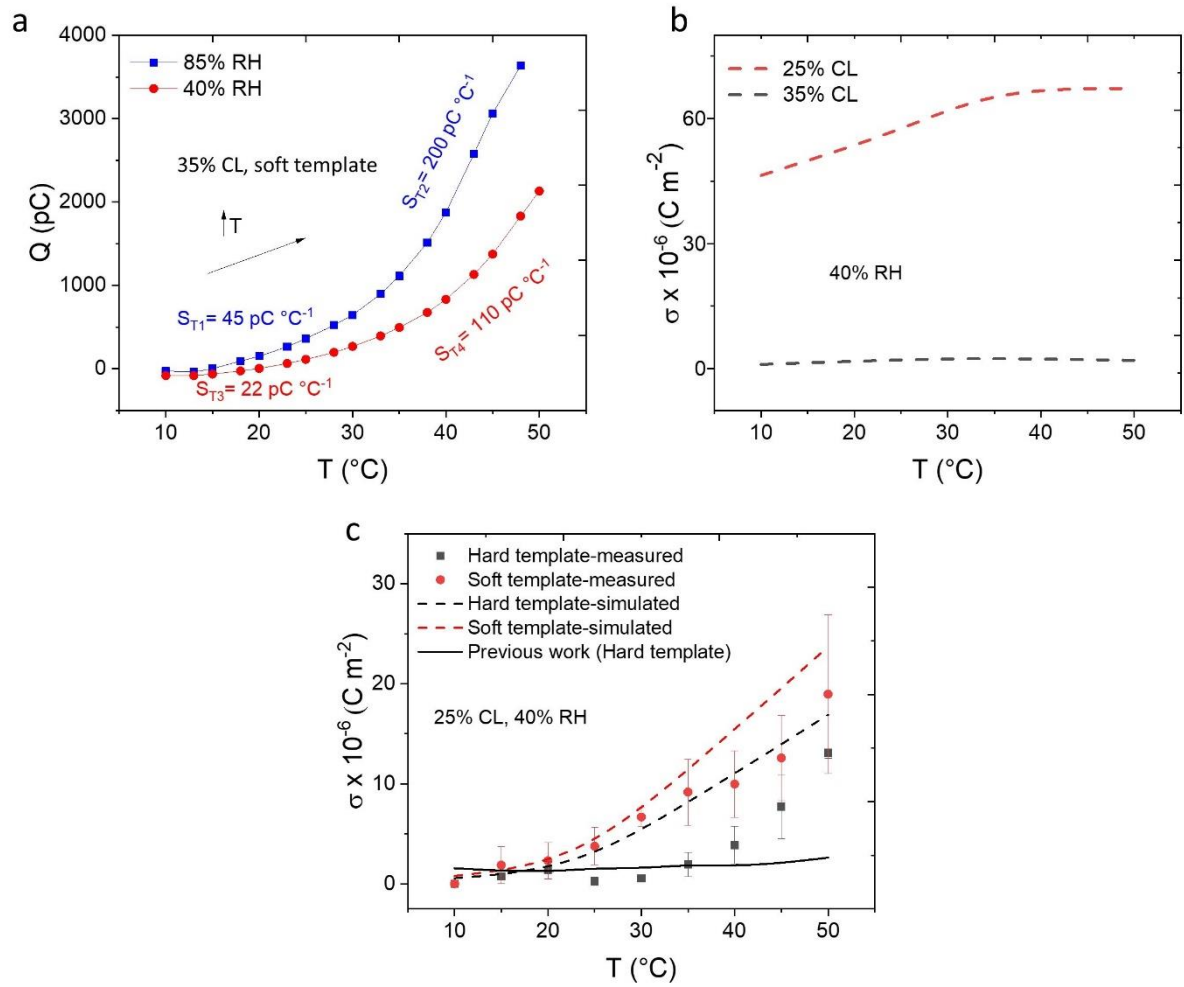 a
4000
3000
2000
1000
0
Q (pC)
85% RH
40% RH
35% CL, soft template
↑T
S_T1= 45 pC °C⁻¹
S_T2= 200 pC °C⁻¹
S_T3= 22 pC °C⁻¹
S_T4= 110 pC °C⁻¹
10 20 30 40 50
T (°C)
b
60
30
0
σ x 10⁻⁶ (C m⁻²)
25% CL
35% CL
40% RH
10 20 30 40 50
T (°C)
c
30
20
10
0
σ x 10⁻⁶ (C m⁻²)
Hard template-measured
Soft template-measured
Hard template-simulated
Soft template-simulated
Previous work (Hard template)
25% CL, 40% RH
10 20 30 40 50
T (°C)